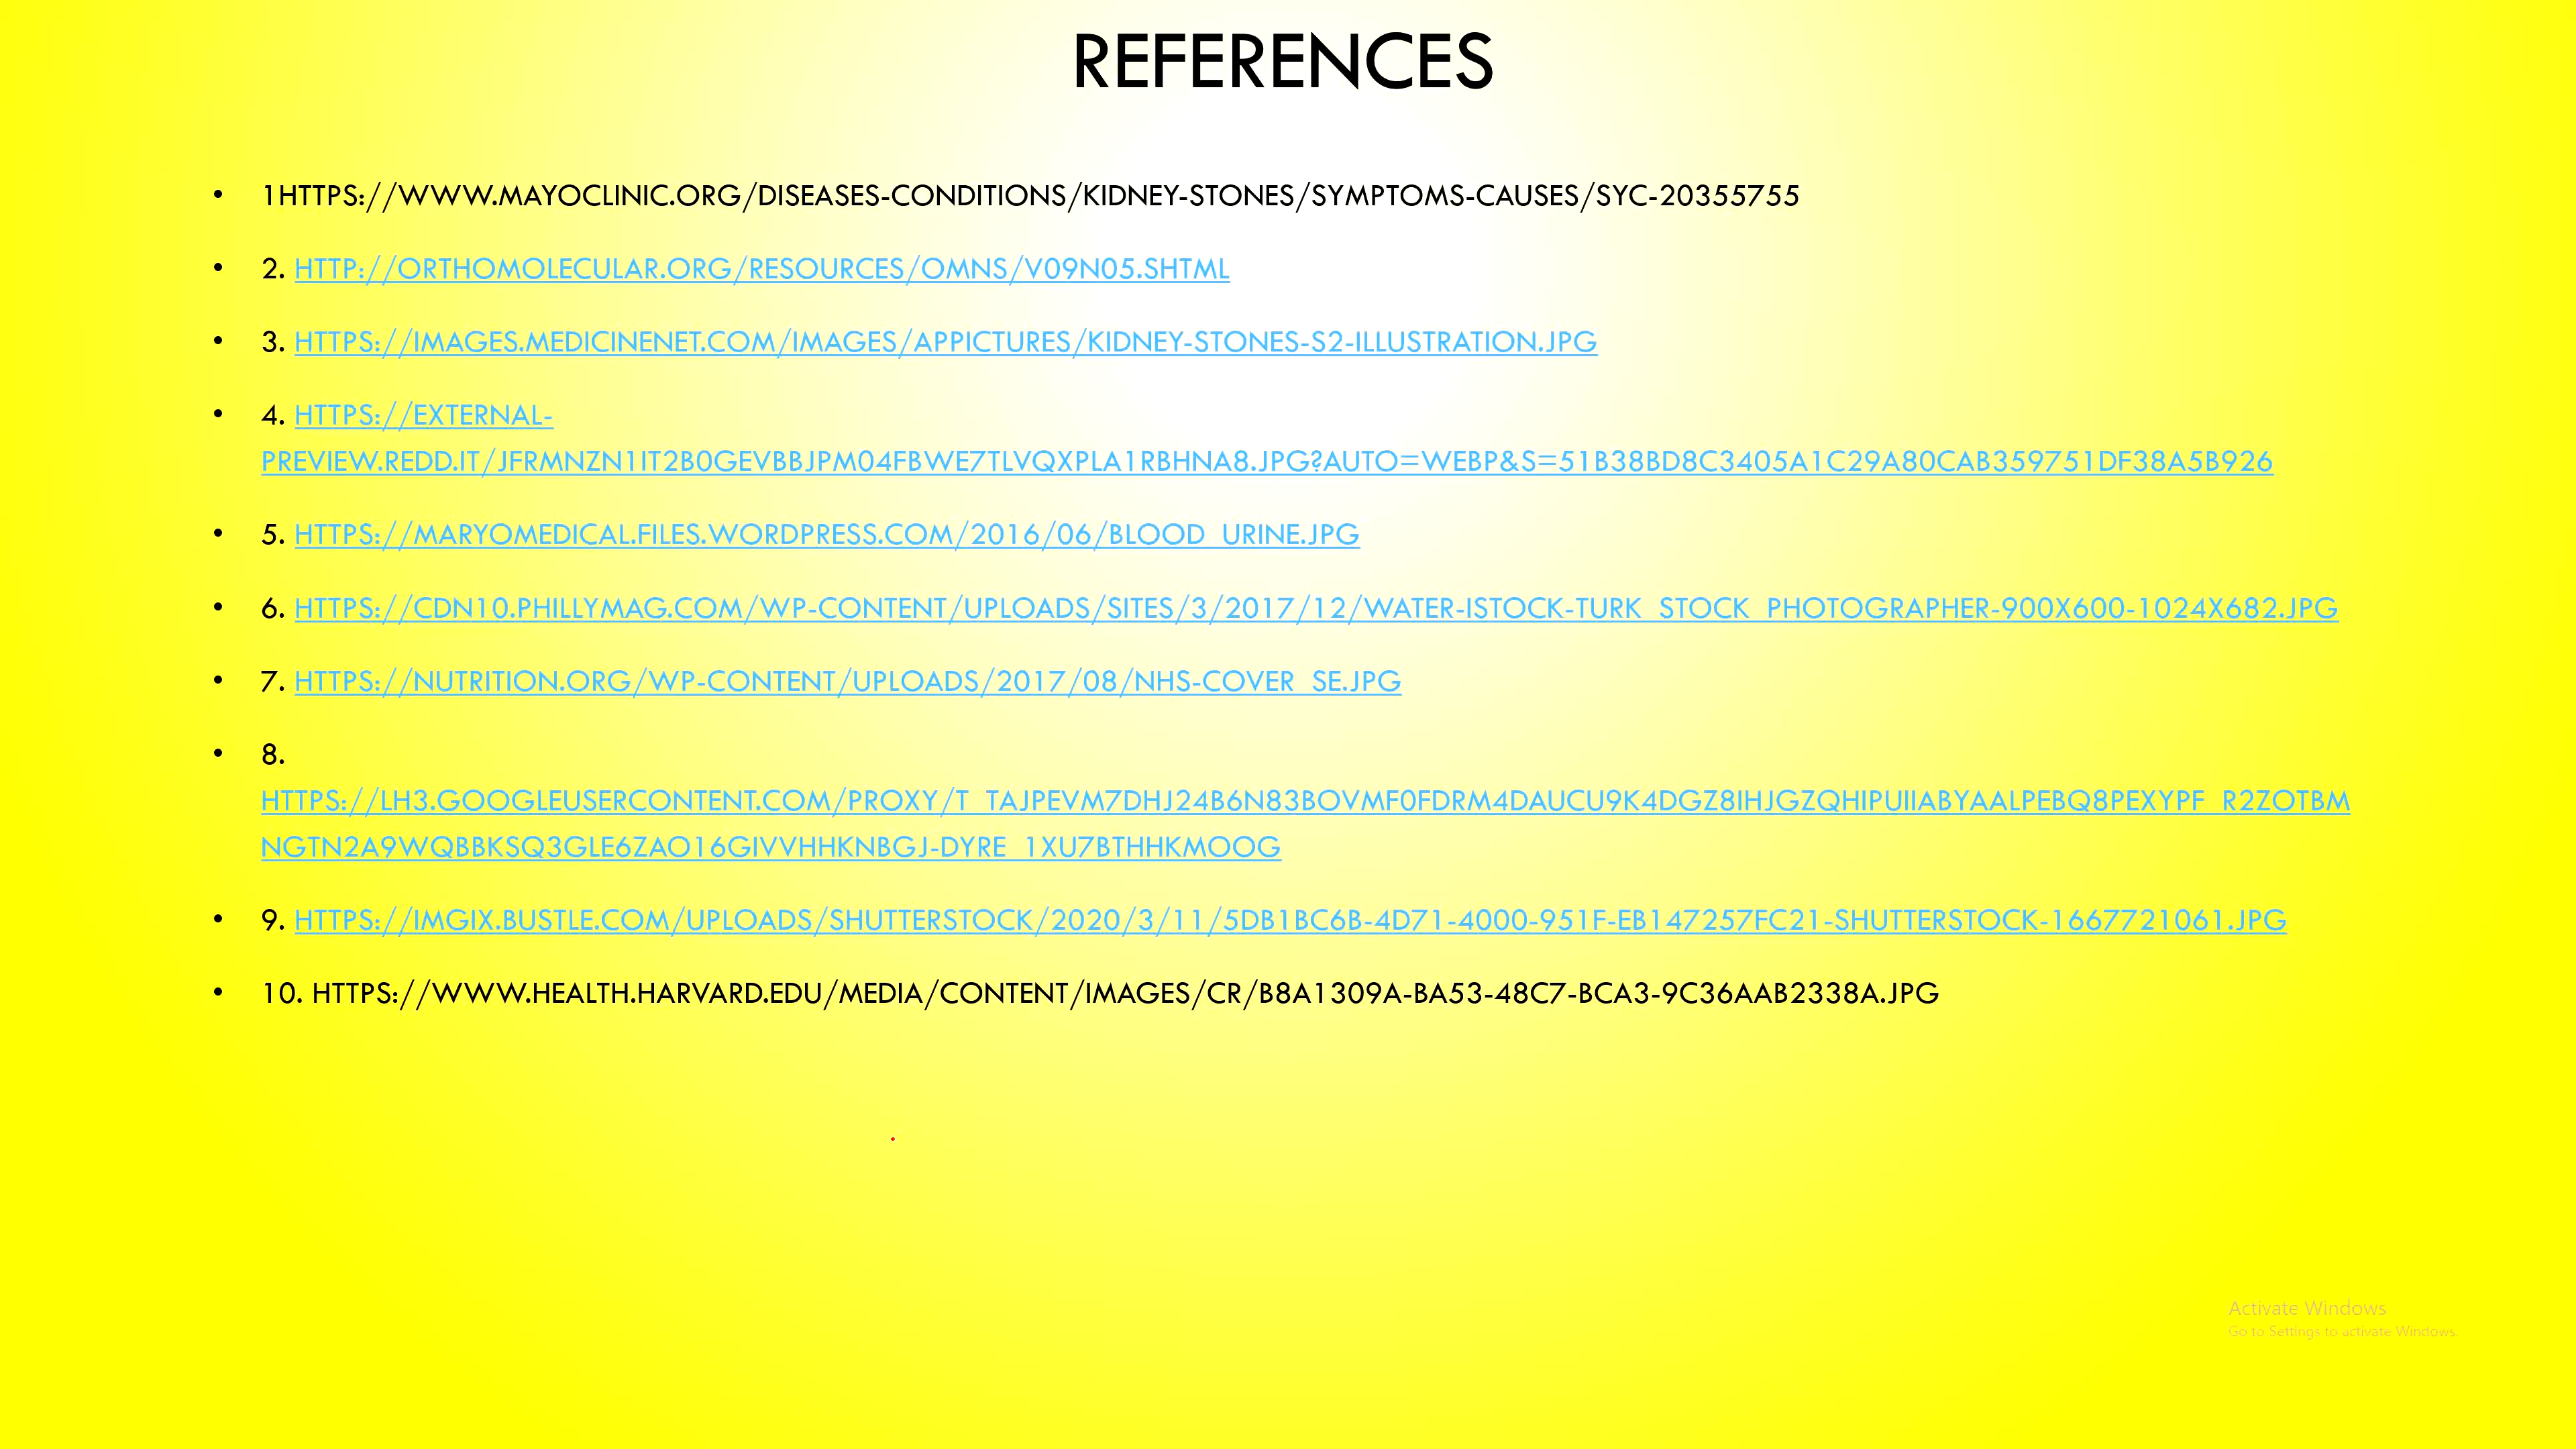 REFERENCES
• 1HTTPS://WWW.MAYOCLINIC.ORG/DISEASES-CONDITIONS/KIDNEY-STONES/SYMPTOMS-CAUSES/SYC-20355755
• 2. HTTP://ORTHOMOLECULAR.ORG/RESOURCES/OMNS/V09N05.SHTML
• 3. HTTPS://IMAGES.MEDICINENET.COM/IMAGES/APPICTURES/KIDNEY-STONES-S2-ILLUSTRATION.JPG
• 4. HTTPS://EXTERNAL-
PREVIEW.REDD.IT/JFRMNZN1IT2B0GEVBBJPM04FBWE7TLVQXPLA1RBHNA8.JPG?AUTO=WEBP&S=51B38BD8C3405A1C29A80CAB359751DF38A5B926
• 5. HTTPS://MARYOMEDICAL.FILES.WORDPRESS.COM/2016/06/BLOOD_URINE.JPG
• 6. HTTPS://CDN10.PHILLYMAG.COM/WP-CONTENT/UPLOADS/SITES/3/2017/12/WATER-ISTOCK-TURK_STOCK_PHOTOGRAPHER-900X600-1024X682.JPG
• 7. HTTPS://NUTRITION.ORG/WP-CONTENT/UPLOADS/2017/08/NHS-COVER_SE.JPG
• 8.
HTTPS://LH3.GOOGLEUSERCONTENT.COM/PROXY/T_TAJPEVM7DHJ24B6N83BOVMF0FDRM4DAUCU9K4DGZ8IHJGZQHIPUIIABYAALPEBQ8PEXYPF_R2ZOTBM
NGTN2A9WQBBKSQ3GLE6ZAO16GIVVHHKNBGJ-DYRE_1XU7BTHHKMOOG
• 9. HTTPS://IMGIX.BUSTLE.COM/UPLOADS/SHUTTERSTOCK/2020/3/11/5DB1BC6B-4D71-4000-951F-EB147257FC21-SHUTTERSTOCK-1667721061.JPG
• 10. HTTPS://WWW.HEALTH.HARVARD.EDU/MEDIA/CONTENT/IMAGES/CR/B8A1309A-BA53-48C7-BCA3-9C36AAB2338A.JPG
Activate Windows
Go to Settings to activate Windows.